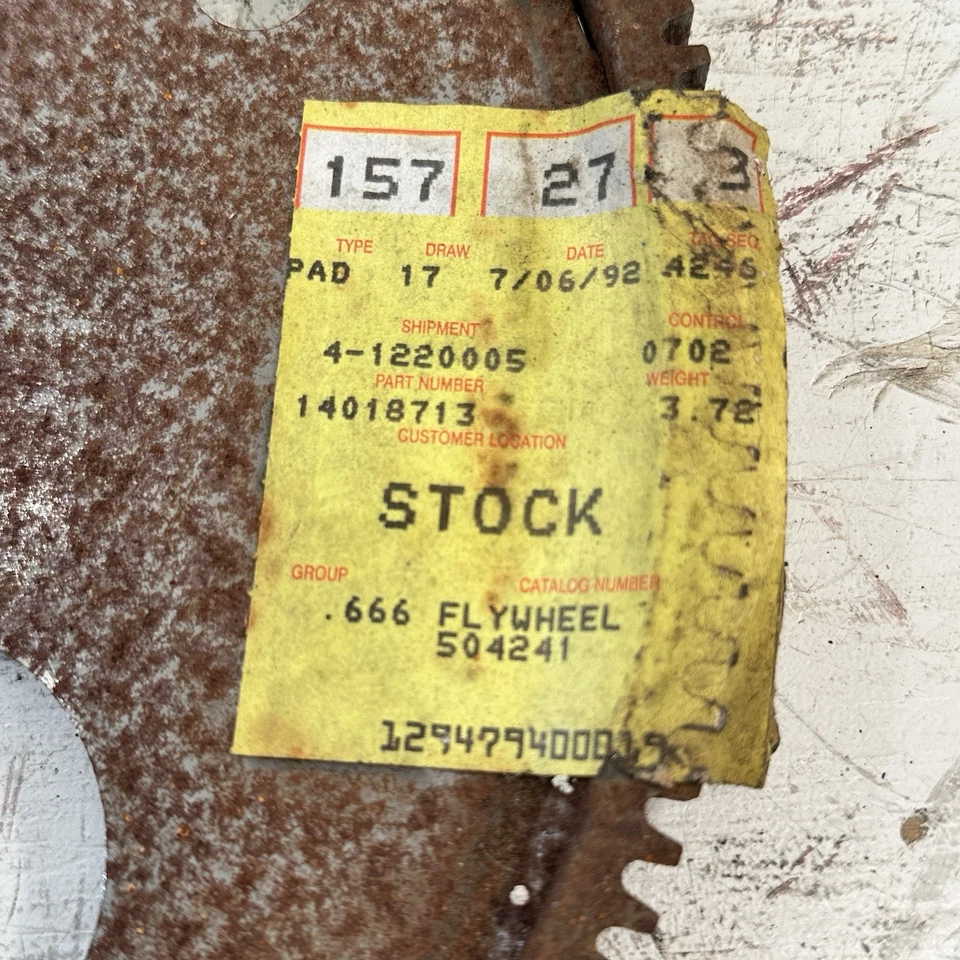 157 27 3
TYPE DRAW DATE SEQ
PAD 17 7/06/92 4246
SHIPMENT CONTROL
4-1220005 0702
PART NUMBER WEIGHT
14018713 3.72
CUSTOMER LOCATION
STOCK
GROUP CATALOG NUMBER
.666 FLYWHEEL
504241